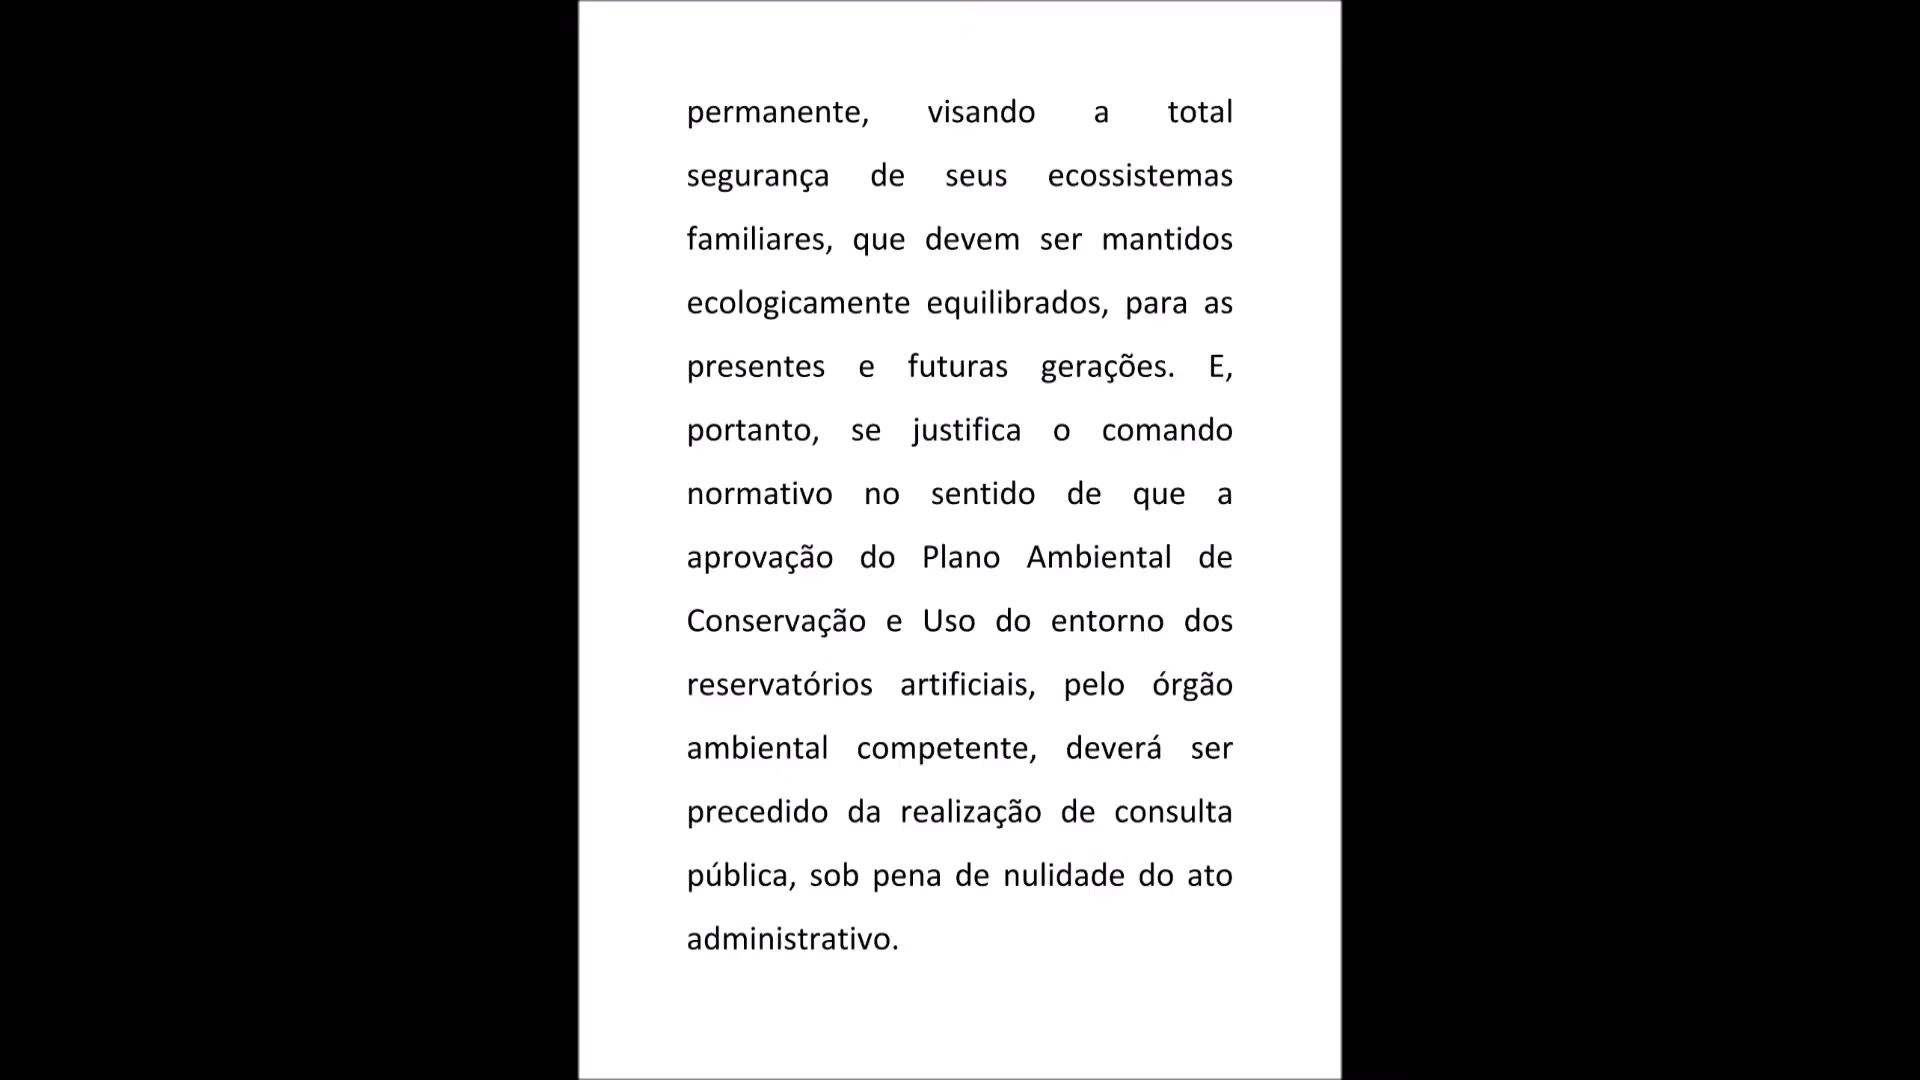 permanente, visando a total
segurança de seus ecossistemas
familiares, que devem ser mantidos
ecologicamente equilibrados, para as
presentes e futuras gerações. E,
portanto, se justifica o comando
normativo no sentido de que a
aprovação do Plano Ambiental de
Conservação e Uso do entorno dos
reservatórios artificiais, pelo órgão
ambiental competente, deverá ser
precedido da realização de consulta
pública, sob pena de nulidade do ato
administrativo.